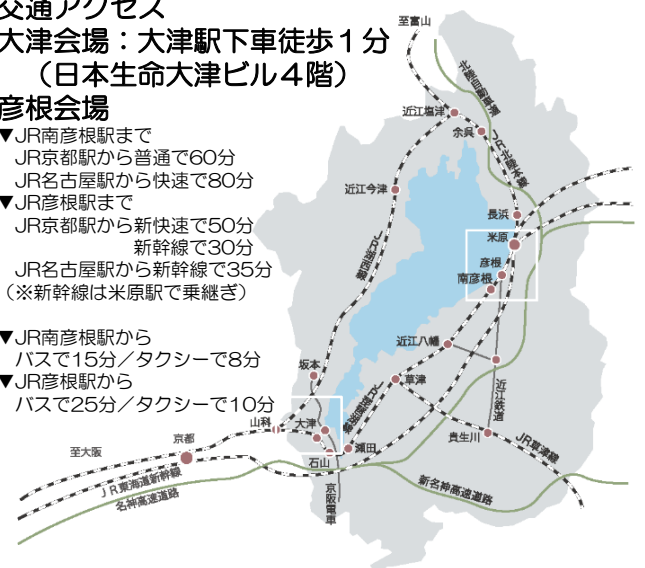 交通アクセス
大津会場：大津駅下車徒歩１分
（日本生命大津ビル４階）
彦根会場
▼JR南彦根駅まで
JR京都駅から普通で60分
JR名古屋駅から快速で80分
▼JR彦根駅まで
JR京都駅から新快速で50分
新幹線で30分
JR名古屋駅から新幹線で35分
（※新幹線は米原駅で乗継ぎ）
▼JR南彦根駅から
バスで15分／タクシーで8分
▼JR彦根駅から
バスで25分／タクシーで10分
至富山
北陸自動車道
近江塩津
余呉
JR北陸本線
近江今津
長浜
米原
JR湖西線
彦根
南彦根
近江八幡
坂本
草津
JR琵琶湖線
近江鉄道
山科
大津
瀬田
貴生川
JR草津線
京都
至大阪
石山
JR東海道新幹線
名神高速道路
京阪電車
新名神高速道路